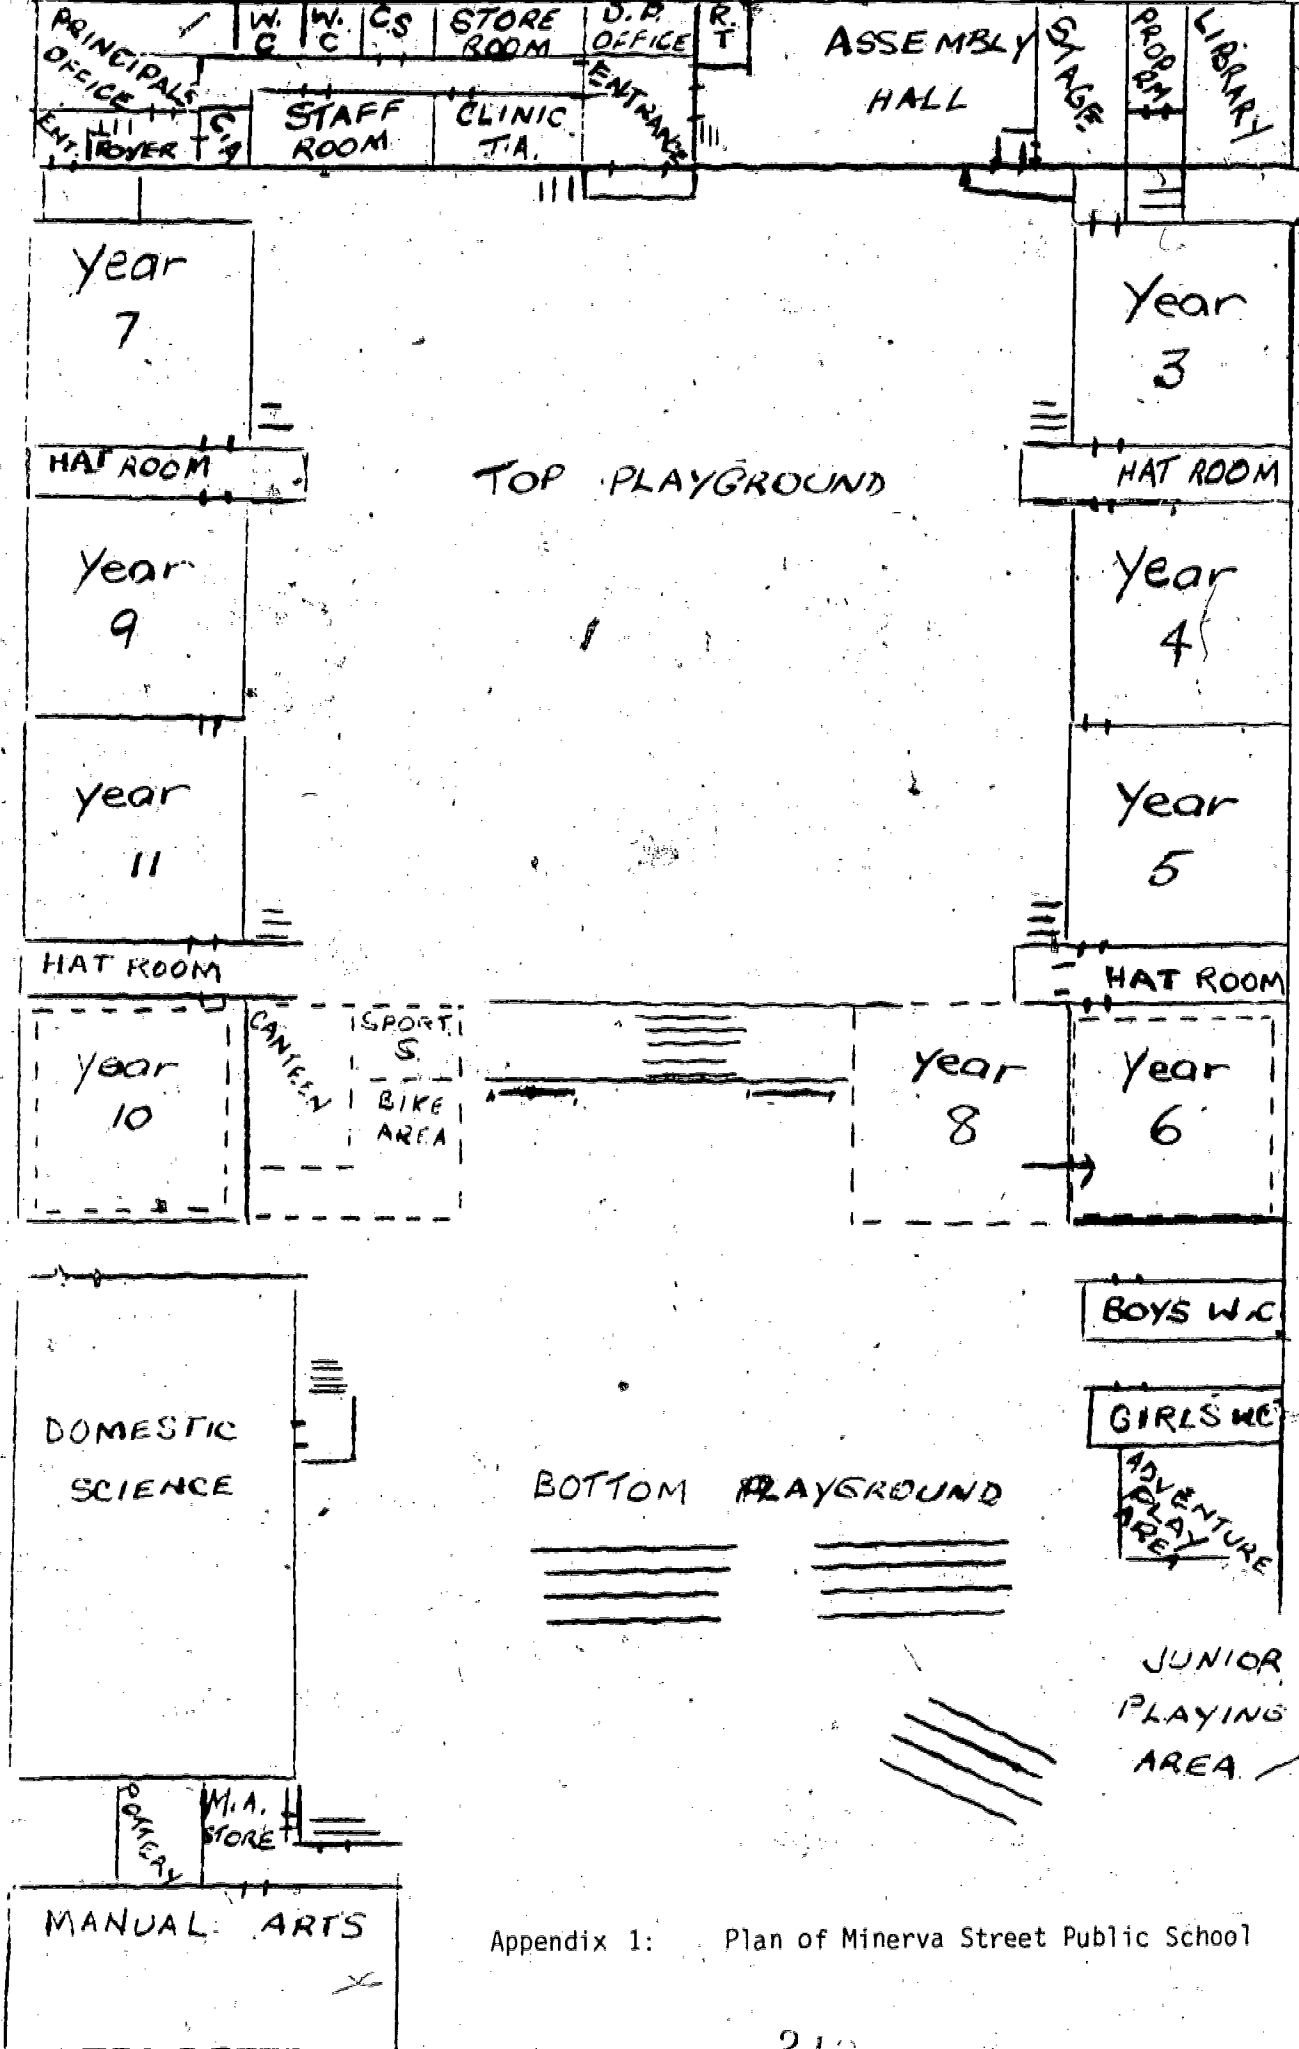 PRINCIPALS
OFFICE
W.
C
W.
C
C.S
STORE
ROOM
D.P.
OFFICE
R.
T
ASSEMBLY
HALL
STAGE
PROP
RM
LIBRARY
ENT.
FOYER
C.A
STAFF
ROOM
CLINIC
T.A.
ENTRANCE
Year
7
Year
3
HAT ROOM
TOP PLAYGROUND
HAT ROOM
Year
9
Year
4
Year
11
Year
5
HAT ROOM
HAT ROOM
Year
10
CANTEEN
SPORT
S
BIKE
AREA
Year
8
Year
6
BOYS W.C
GIRLS WC
ADVENTURE
PLAY
AREA
DOMESTIC
SCIENCE
BOTTOM PLAYGROUND
JUNIOR
PLAYING
AREA
POTTERY
M.A.
STORE
MANUAL ARTS
Appendix 1: Plan of Minerva Street Public School